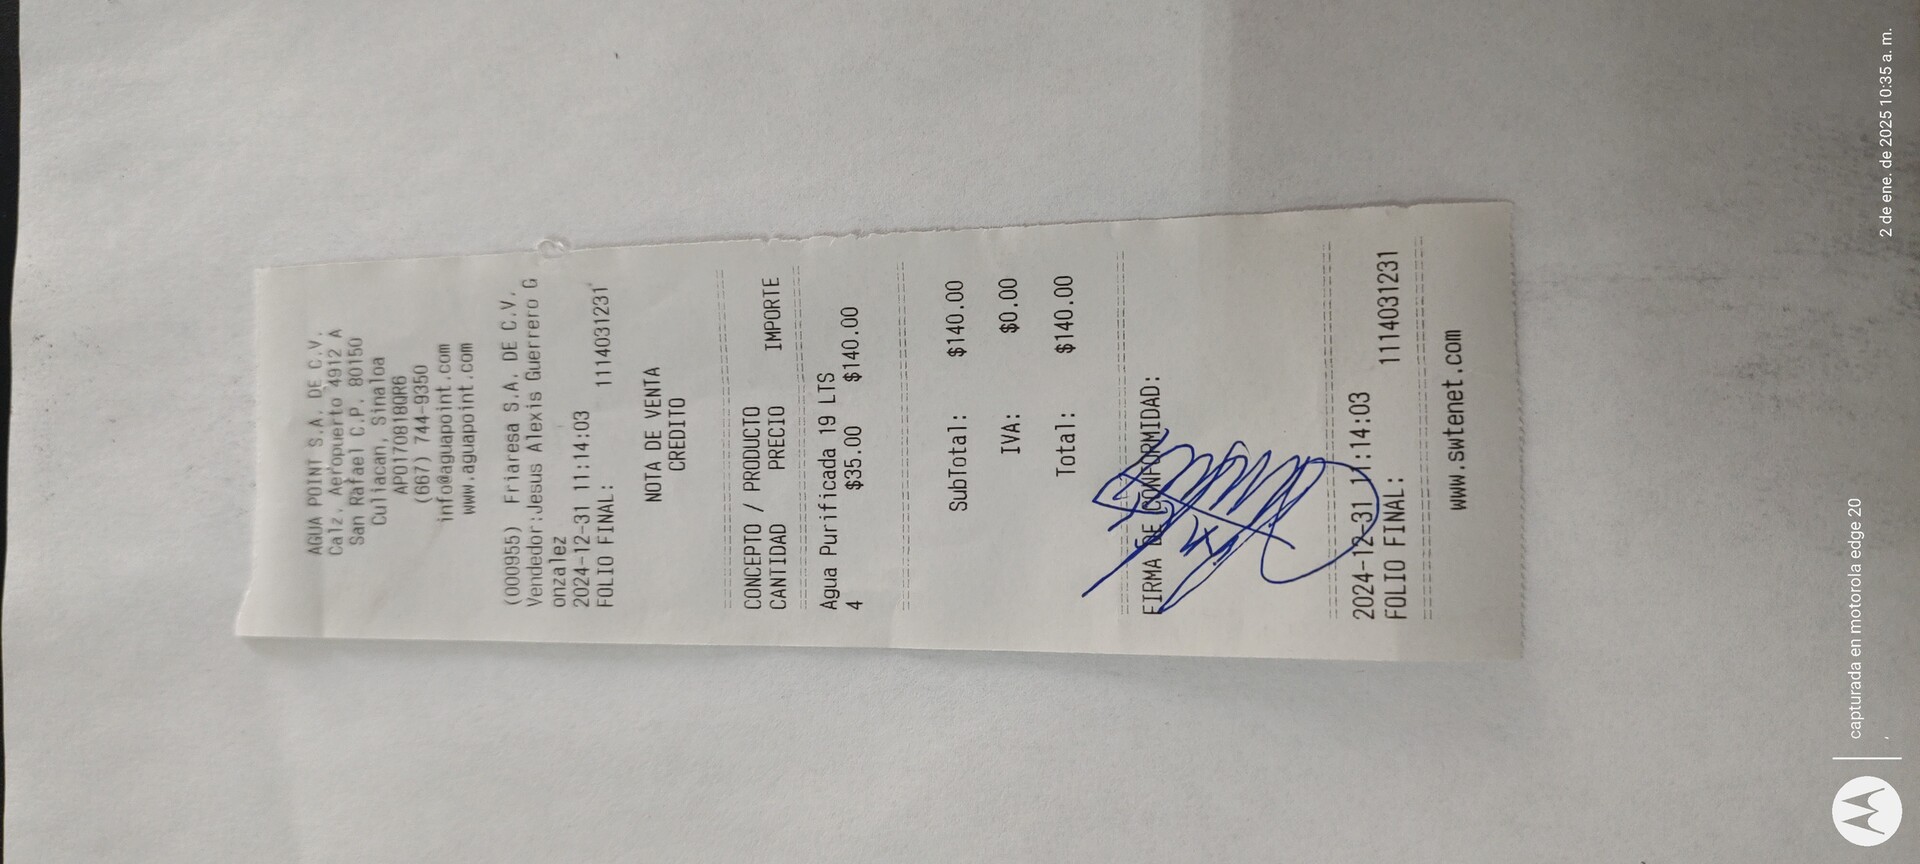 AGUA POINT S.A. DE C.V.
Calz. Aeropuerto 4912 A
San Rafael C.P. 80150
Culiacan, Sinaloa
APO170818QR6
(667) 744-9350
info@aguapoint.com
www.aguapoint.com
(000955) Friaresa S.A. DE C.V.
Vendedor:Jesus Alexis Guerrero G
onzalez
2024-12-31 11:14:03
FOLIO FINAL: 1114031231
NOTA DE VENTA
CREDITO
CONCEPTO / PRODUCTO
CANTIDAD PRECIO IMPORTE
Agua Purificada 19 LTS
4 $35.00 $140.00
SubTotal: $140.00
IVA: $0.00
Total: $140.00
FIRMA DE CONFORMIDAD:
2024-12-31 11:14:03
FOLIO FINAL: 1114031231
www.swtenet.com
capturada en motorola edge 20
2 de ene. de 2025 10:35 a. m.